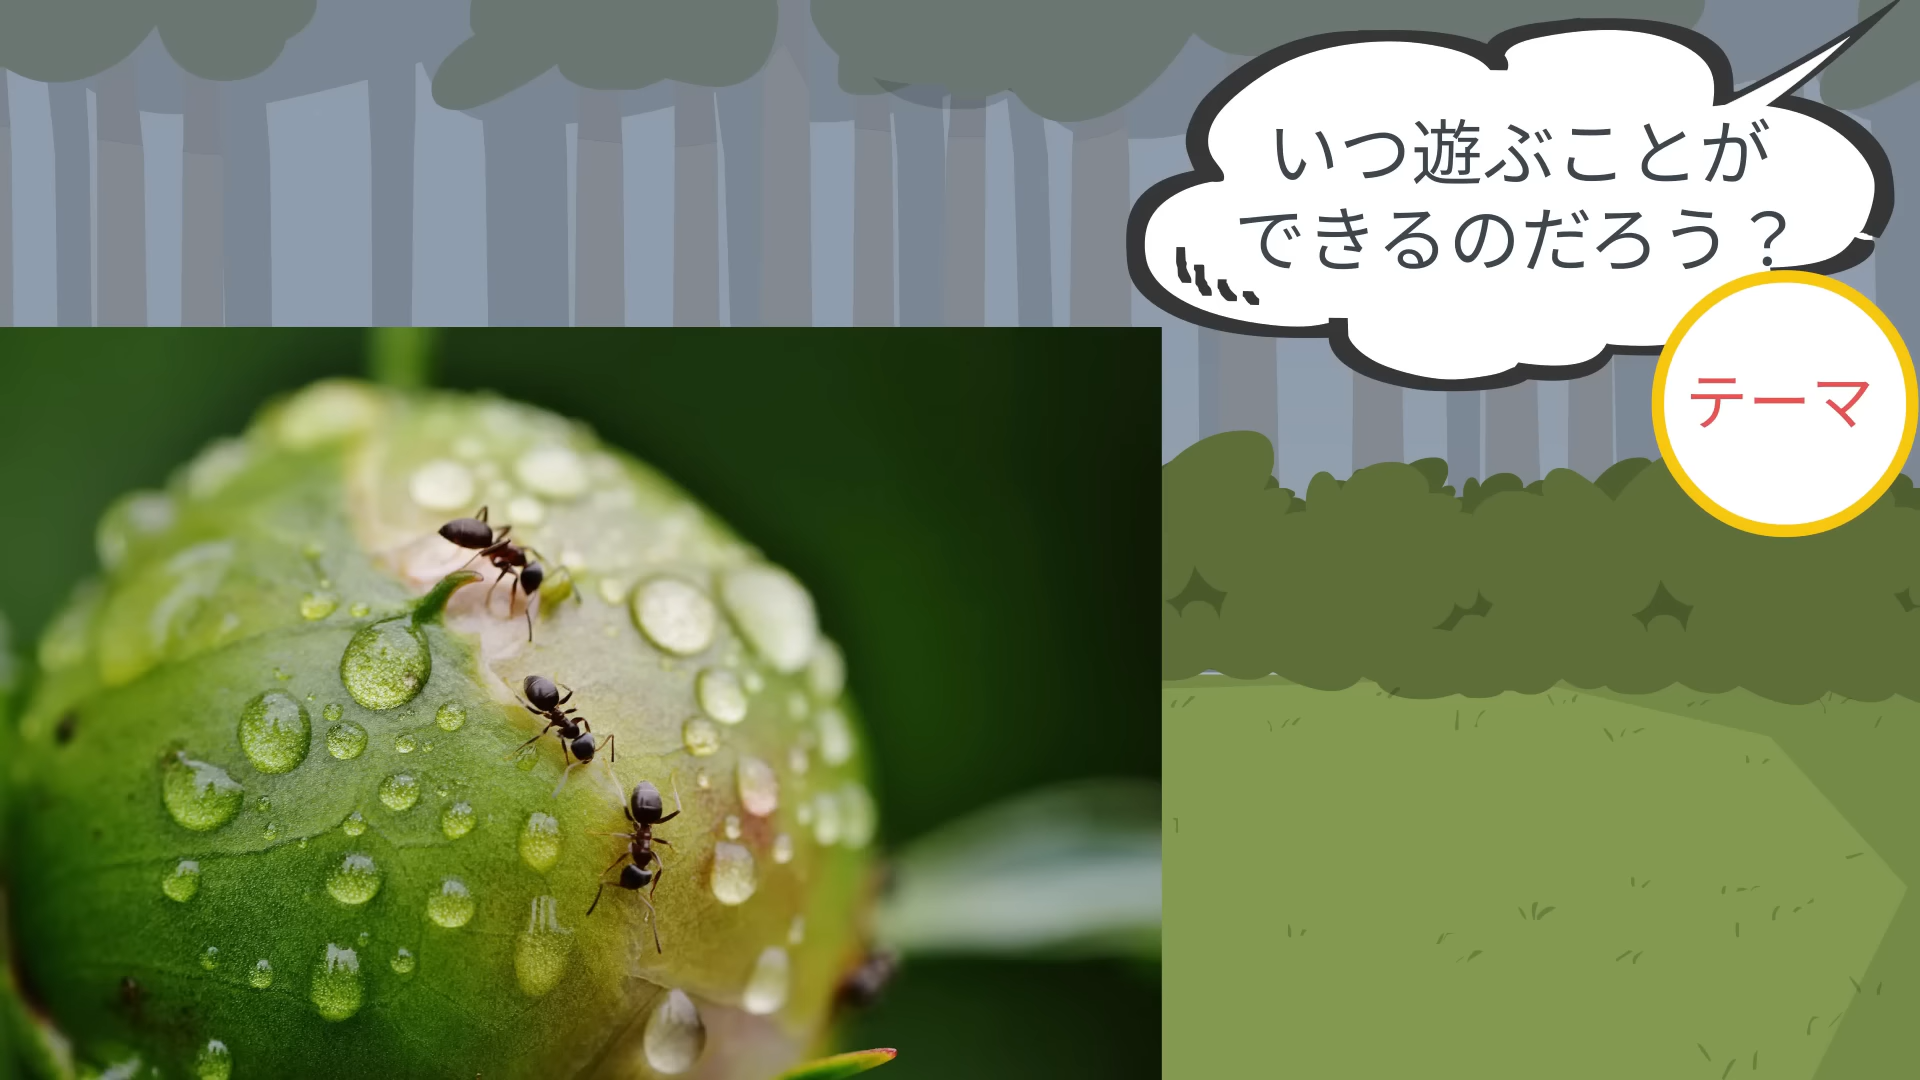 いつ遊ぶことが
できるのだろう？
テーマ